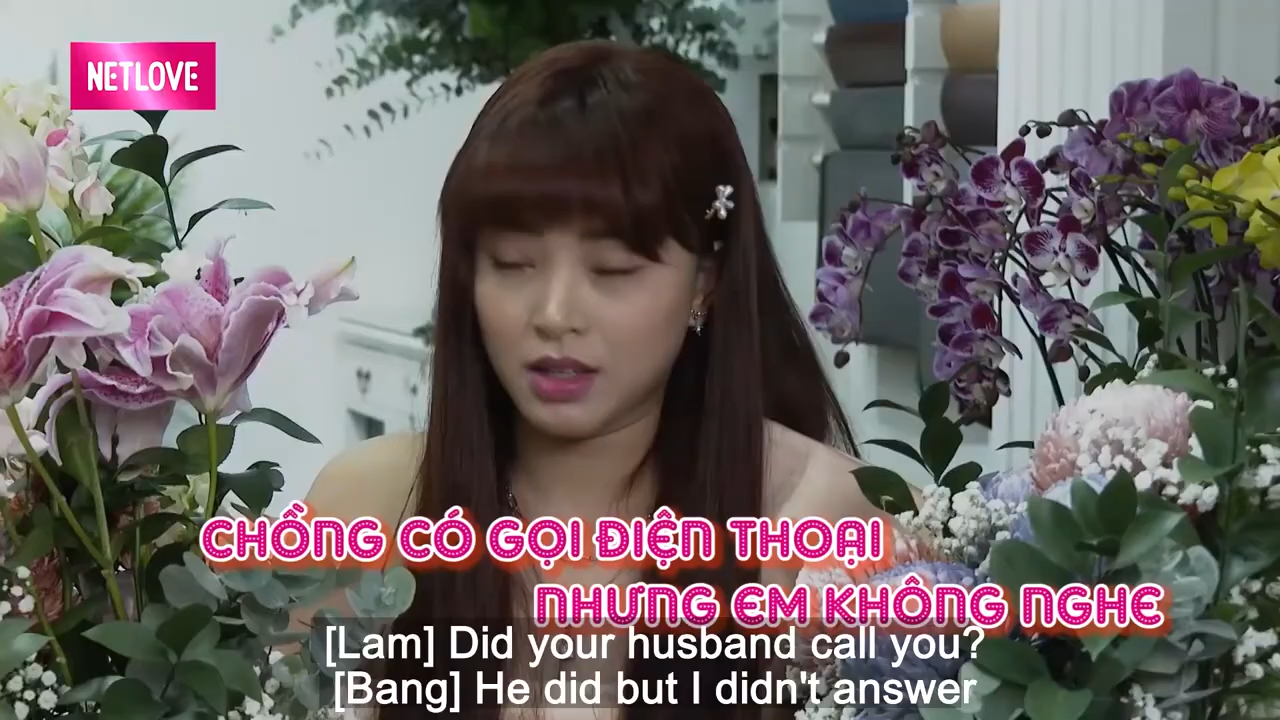 NETLOVE
CHỒNG CÓ GỌI ĐIỆN THOẠI
NHƯNG EM KHÔNG NGHE
[Lam] Did your husband call you?
[Bang] He did but I didn't answer